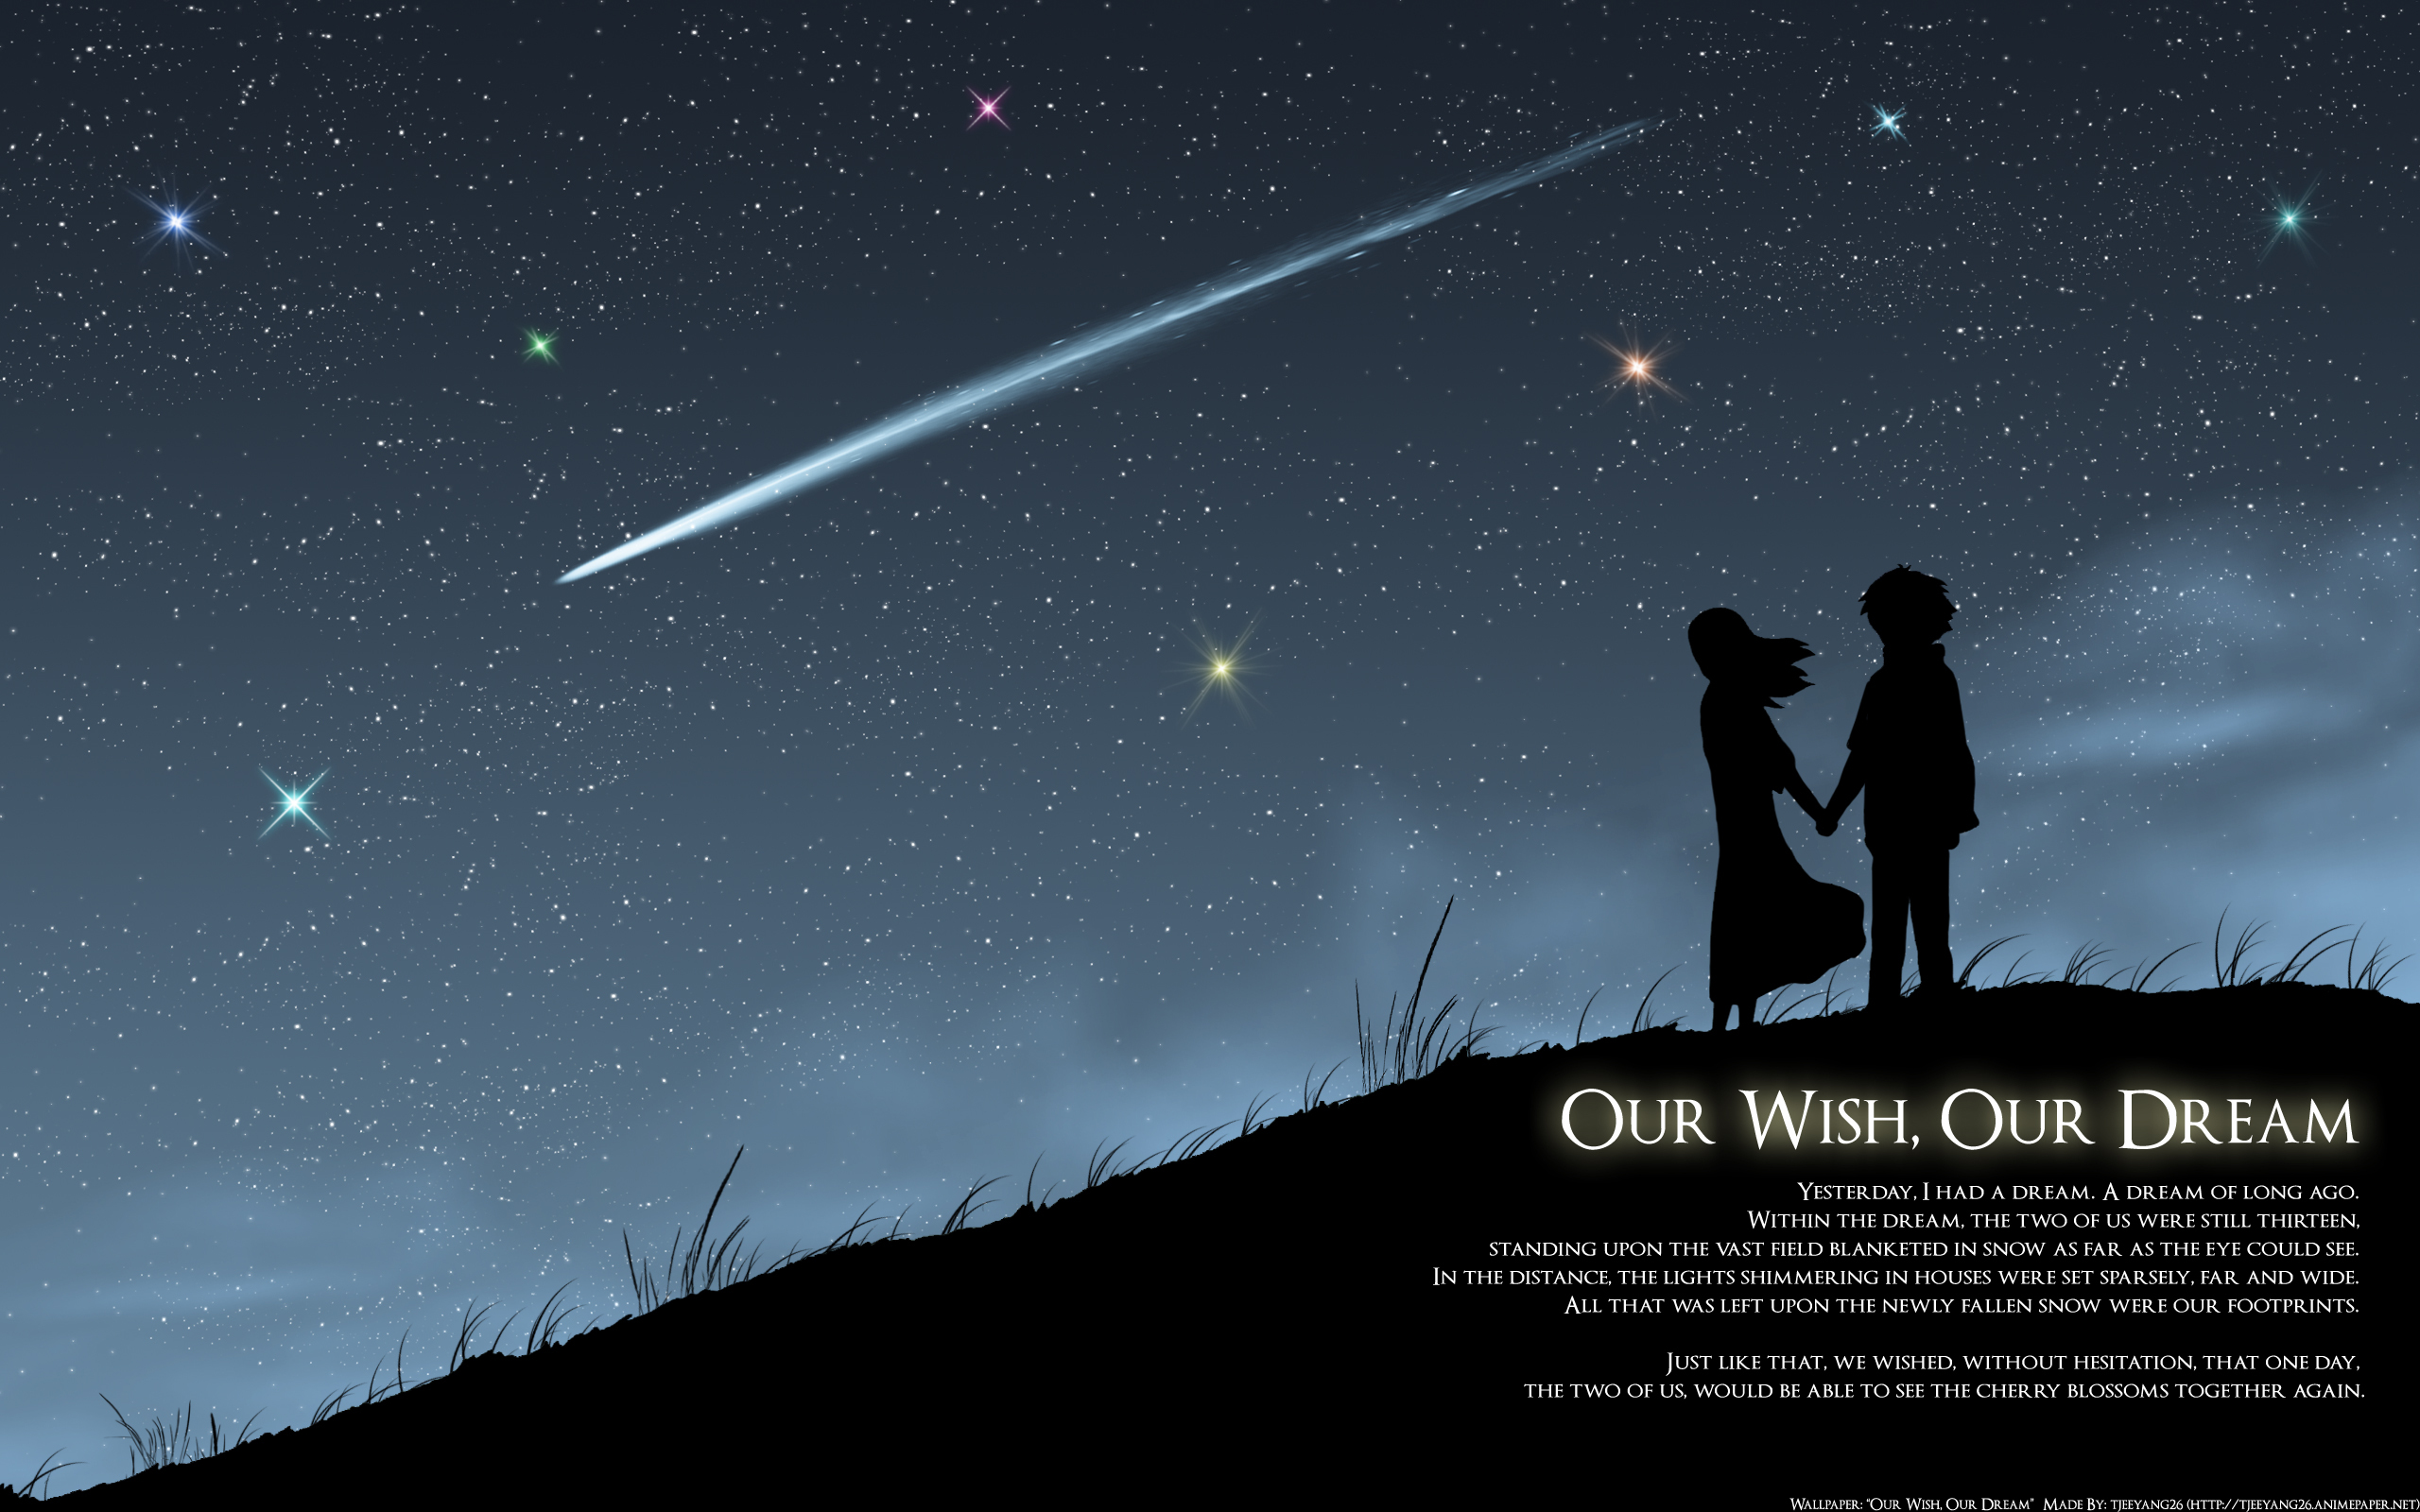 Our Wish, Our Dream
Yesterday, I had a dream. A dream of long ago.
Within the dream, the two of us were still thirteen,
standing upon the vast field blanketed in snow as far as the eye could see.
In the distance, the lights shimmering in houses were set sparsely, far and wide.
All that was left upon the newly fallen snow were our footprints.
Just like that, we wished, without hesitation, that one day,
the two of us, would be able to see the cherry blossoms together again.
Wallpaper: "Our Wish, Our Dream" Made By: tjeeyang26 (http://tjeeyang26.animepaper.net)